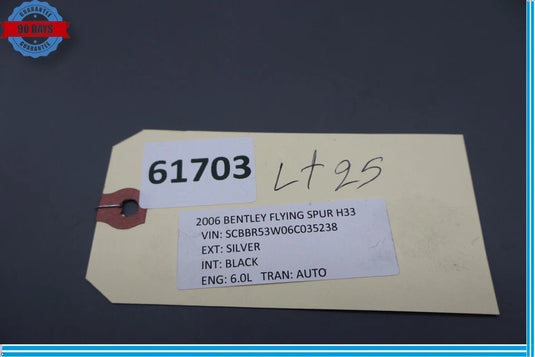 GUARANTEE
90 DAYS
GUARANTEE
61703
Lt 25
2006 BENTLEY FLYING SPUR H33
VIN: SCBBR53W06C035238
EXT: SILVER
INT: BLACK
ENG: 6.0L TRAN: AUTO